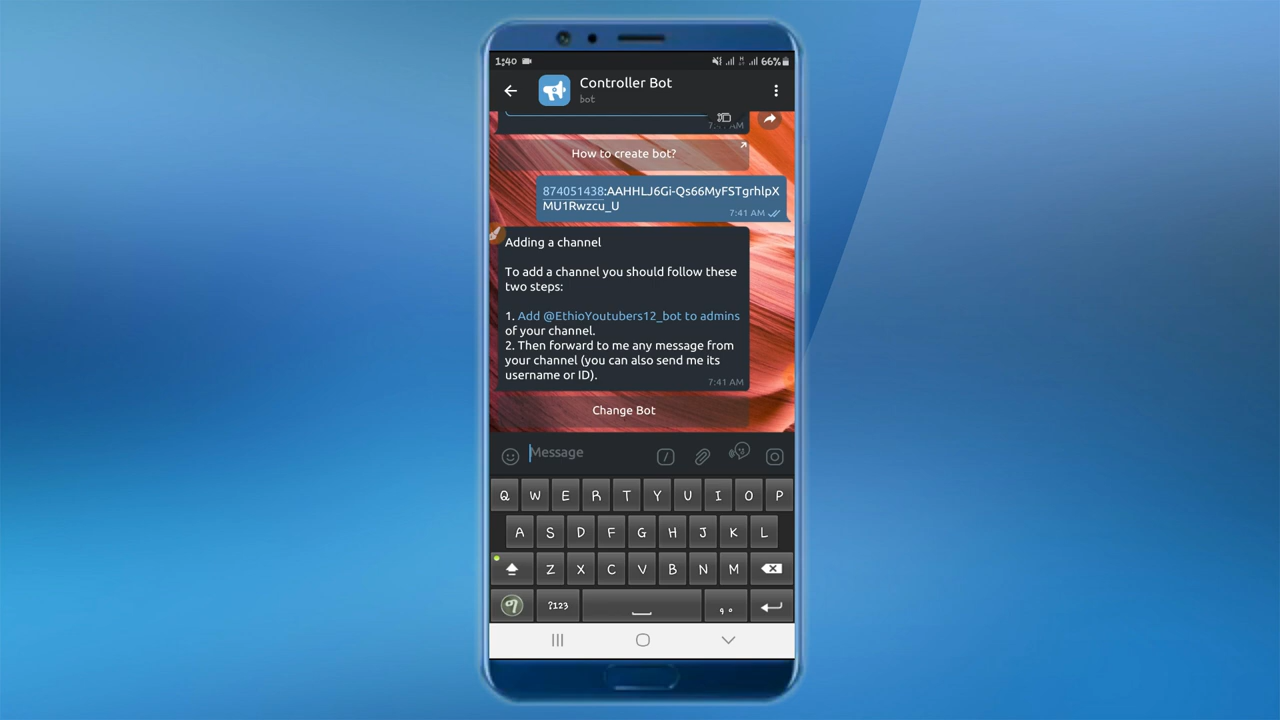 1:40
66%
Controller Bot
bot
7:41 AM
How to create bot?
874051438:AAHHLJ6Gi-Qs66MyFSTgrhlpX
MU1Rwzcu_U
7:41 AM
Adding a channel
To add a channel you should follow these
two steps:
1. Add @EthioYoutubers12_bot to admins
of your channel.
2. Then forward to me any message from
your channel (you can also send me its
username or ID).
7:41 AM
Change Bot
Message
Q W E R T Y U I O P
A S D F G H J K L
Z X C V B N M
?123